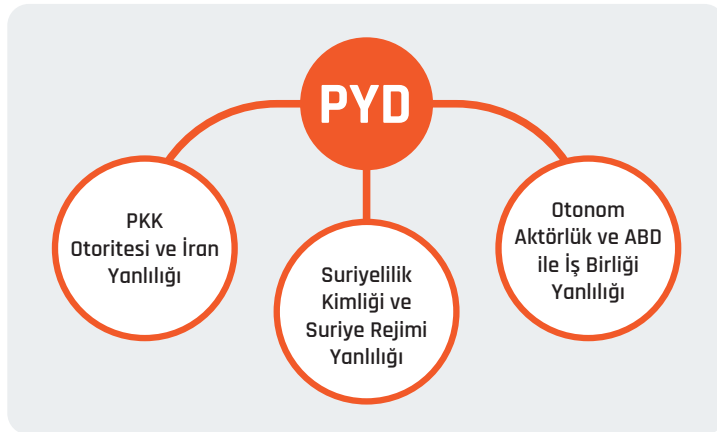 PYD
PKK
Otoritesi ve İran
Yanlılığı
Suriyelilik
Kimliği ve
Suriye Rejimi
Yanlılığı
Otonom
Aktörlük ve ABD
ile İş Birliği
Yanlılığı